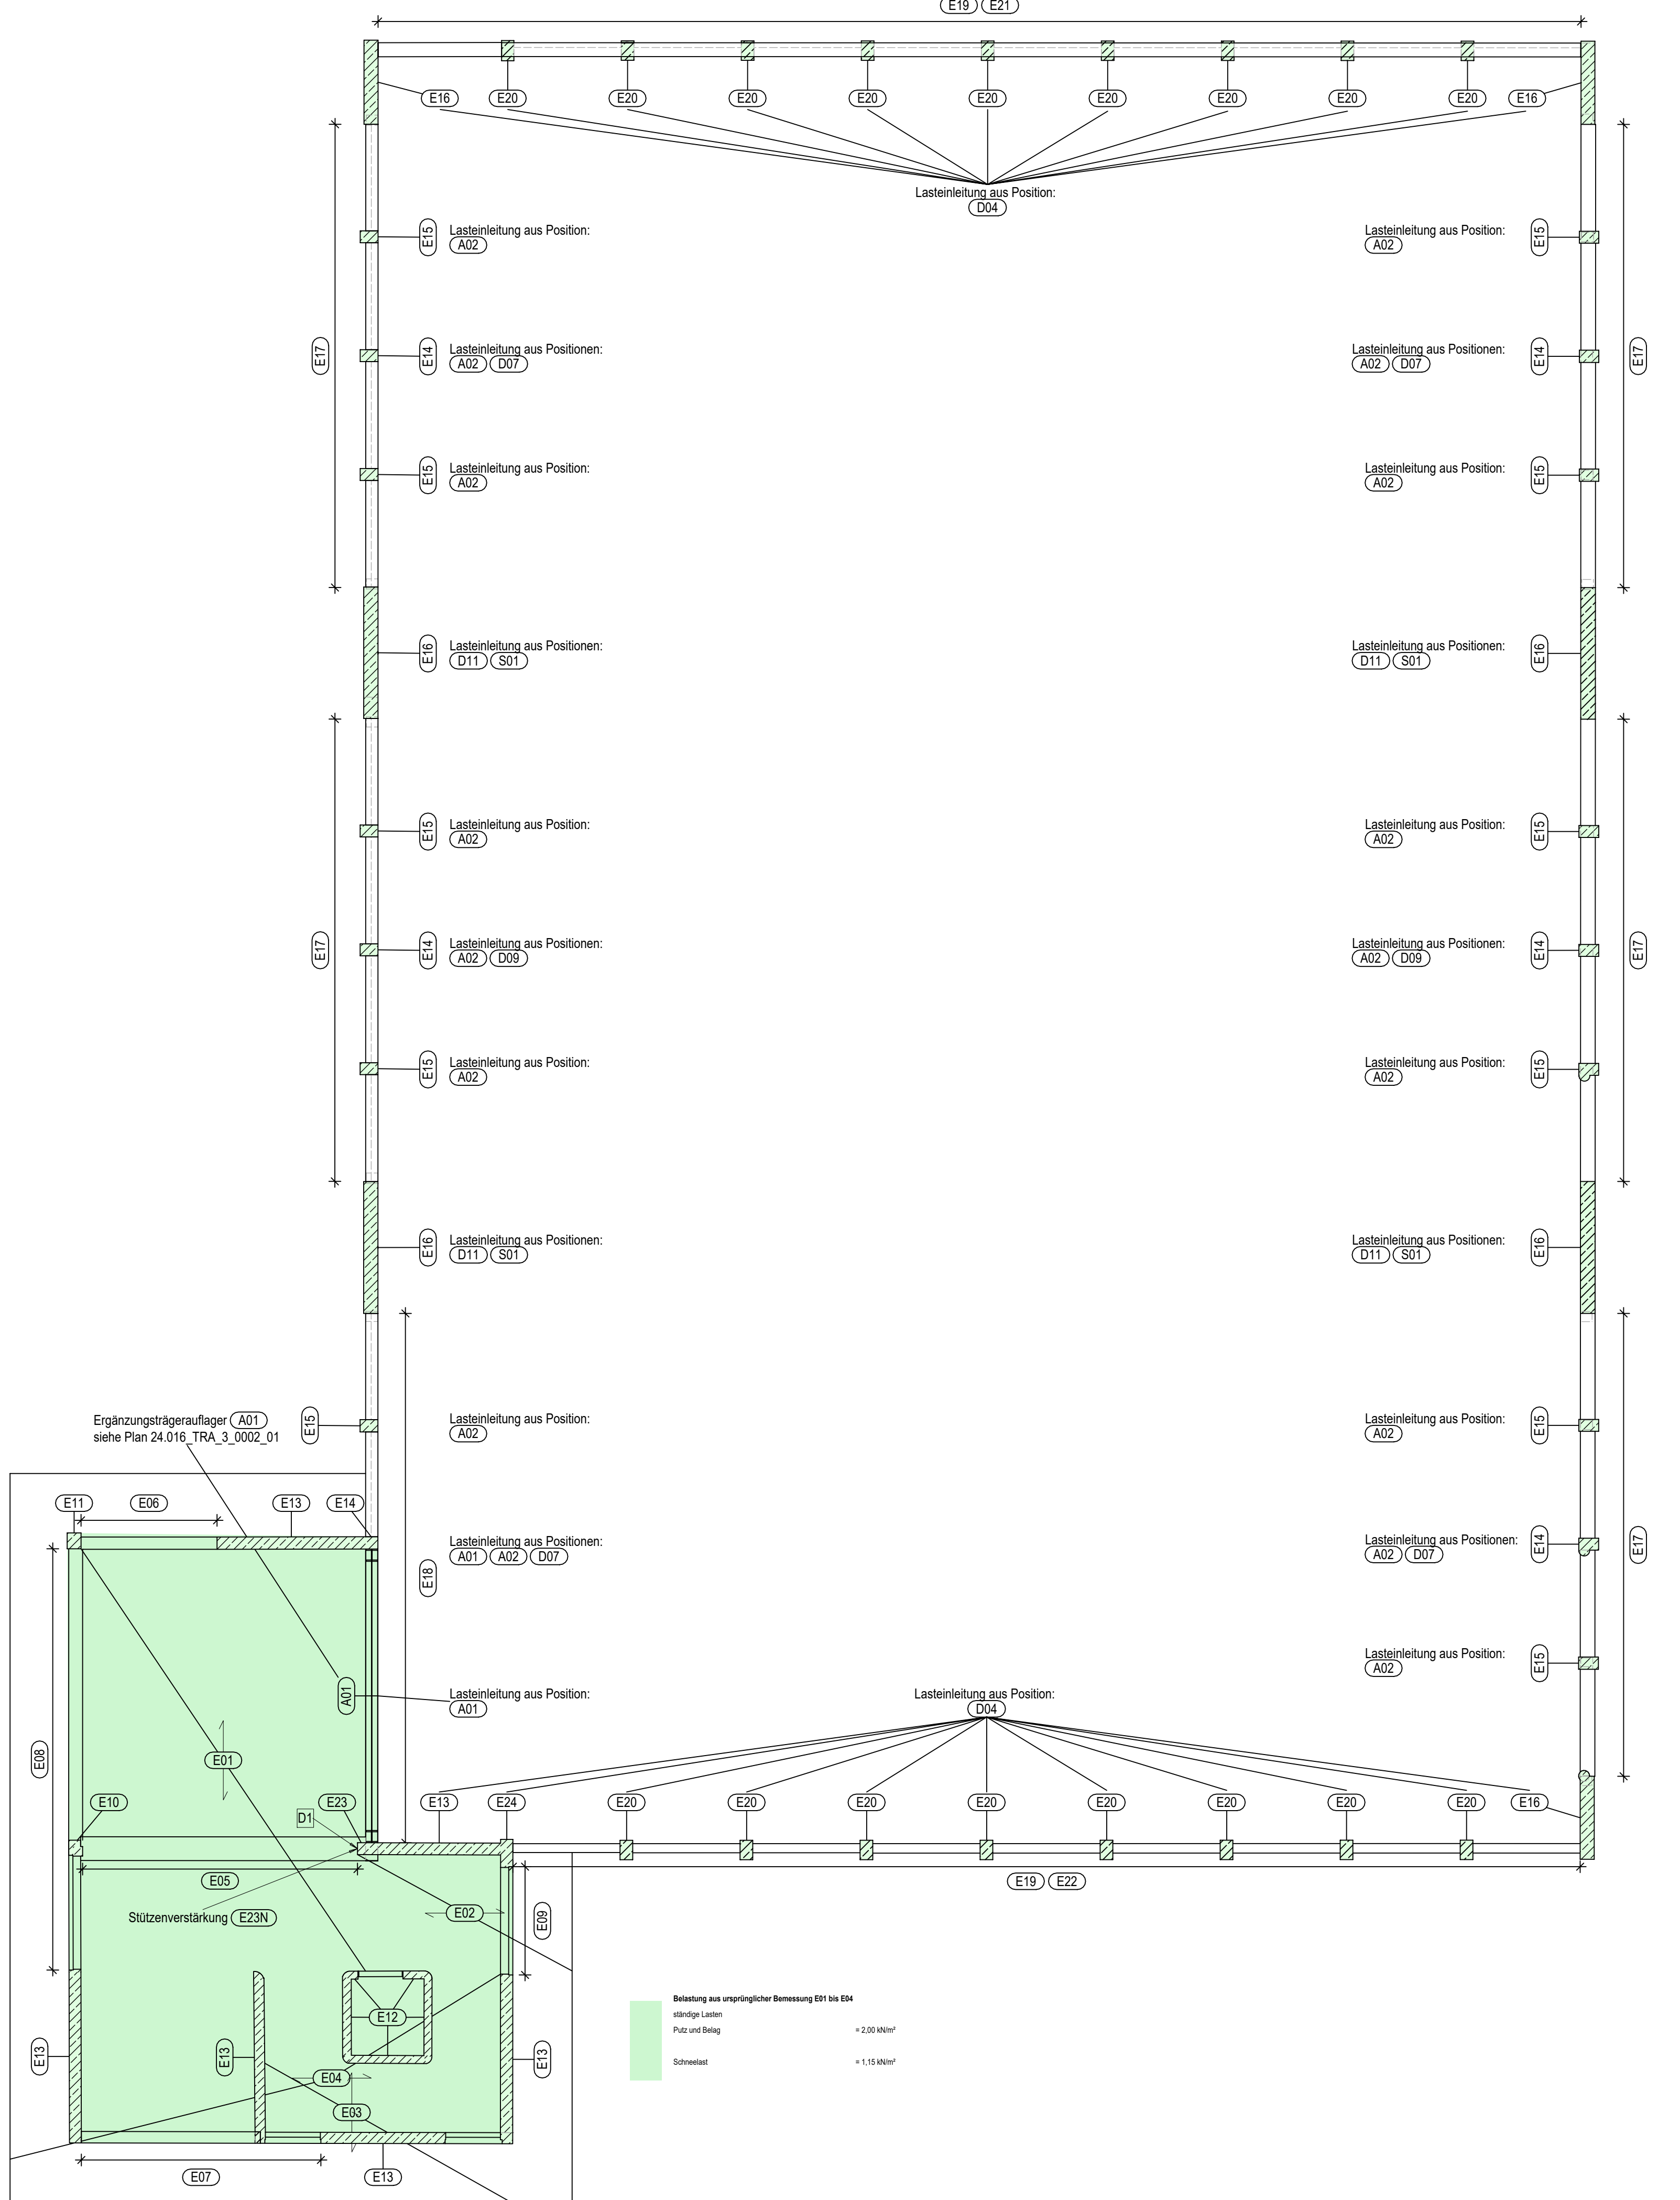 E19 E21
E16 E20 E20 E20 E20 E20 E20 E20 E20 E20 E16
Lasteinleitung aus Position:
D04
E15 Lasteinleitung aus Position:
A02
Lasteinleitung aus Position: E15
A02
E17 E14 Lasteinleitung aus Positionen:
A02 D07
Lasteinleitung aus Positionen: E14 E17
A02 D07
E15 Lasteinleitung aus Position:
A02
Lasteinleitung aus Position: E15
A02
E16 Lasteinleitung aus Positionen:
D11 S01
Lasteinleitung aus Positionen: E16
D11 S01
E15 Lasteinleitung aus Position:
A02
Lasteinleitung aus Position: E15
A02
E17 E14 Lasteinleitung aus Positionen:
A02 D09
Lasteinleitung aus Positionen: E14 E17
A02 D09
E15 Lasteinleitung aus Position:
A02
Lasteinleitung aus Position: E15
A02
E16 Lasteinleitung aus Positionen:
D11 S01
Lasteinleitung aus Positionen: E16
D11 S01
Ergänzungsträgerauflager A01
siehe Plan 24.016_TRA_3_0002_01
E15 Lasteinleitung aus Position:
A02
Lasteinleitung aus Position: E15
A02
E11 E06 E13 E14
E18 Lasteinleitung aus Positionen:
A01 A02 D07
Lasteinleitung aus Positionen: E14 E17
A02 D07
Lasteinleitung aus Position: E15
A02
A01 Lasteinleitung aus Position:
A01
Lasteinleitung aus Position:
D04
E08 E01
E10 D1 E23 E13 E24 E20 E20 E20 E20 E20 E20 E20 E20 E16
E05
E19 E22
Stützenverstärkung E23N
E02 E09
E12
E13 E13 E13
E04
E03
E07 E13
Belastung aus ursprünglicher Bemessung E01 bis E04
ständige Lasten
Putz und Belag = 2,00 kN/m²
Schneelast = 1,15 kN/m²